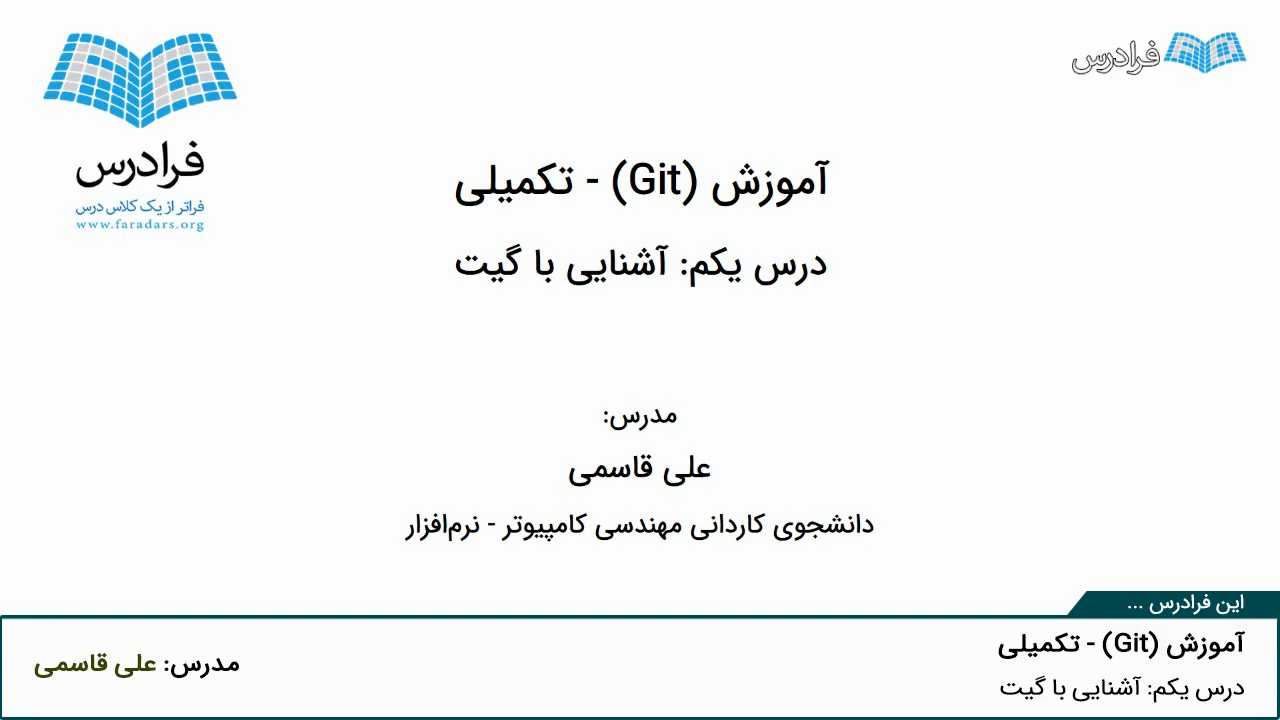 فرادرس
فرادرس
فراتر از یک کلاس درس
www.faradars.org
آموزش (Git) - تکمیلی
درس یکم: آشنایی با گیت
مدرس:
علی قاسمی
دانشجوی کاردانی مهندسی کامپیوتر - نرم‌افزار
این فرادرس ...
آموزش (Git) - تکمیلی
درس یکم: آشنایی با گیت
مدرس: علی قاسمی